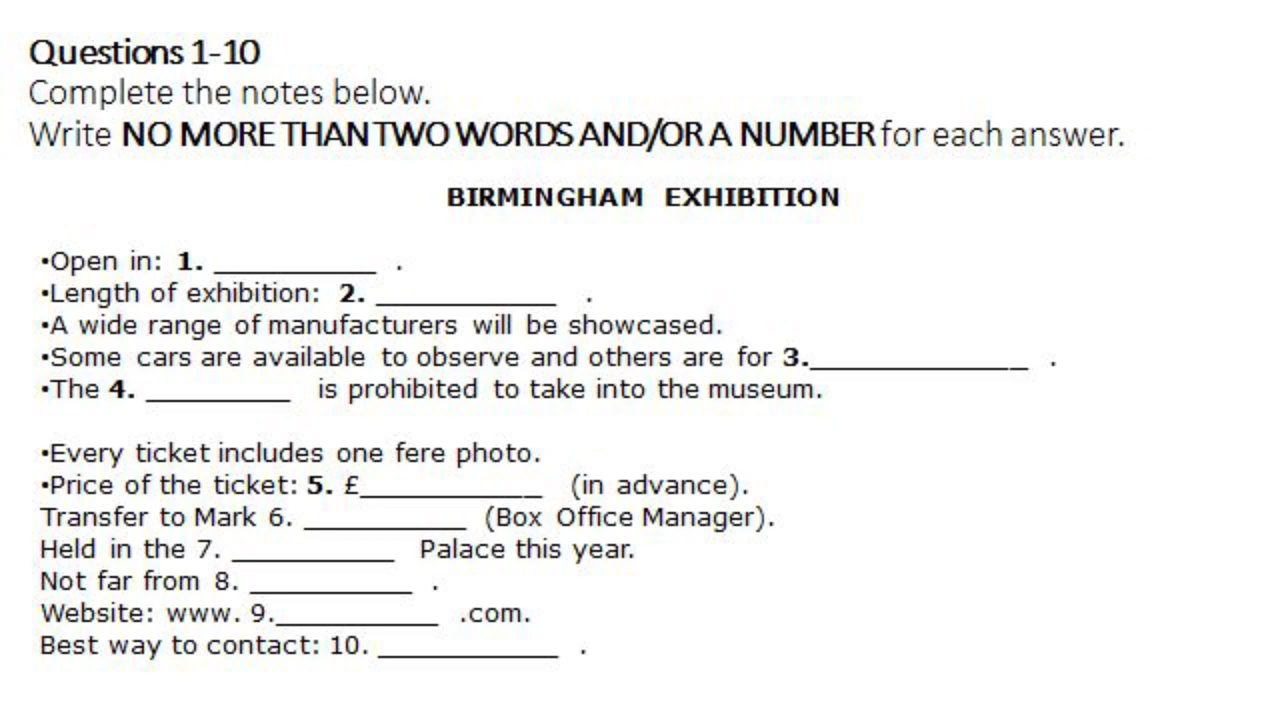 Questions 1-10
Complete the notes below.
Write NO MORE THAN TWO WORDS AND/OR A NUMBER for each answer.
BIRMINGHAM EXHIBITION
•Open in: 1. ___________ .
•Length of exhibition: 2. ____________ .
•A wide range of manufacturers will be showcased.
•Some cars are available to observe and others are for 3._______________ .
•The 4. __________ is prohibited to take into the museum.
•Every ticket includes one fere photo.
•Price of the ticket: 5. £____________ (in advance).
Transfer to Mark 6. ___________ (Box Office Manager).
Held in the 7. ___________ Palace this year.
Not far from 8. ___________ .
Website: www. 9.___________ .com.
Best way to contact: 10. ____________ .